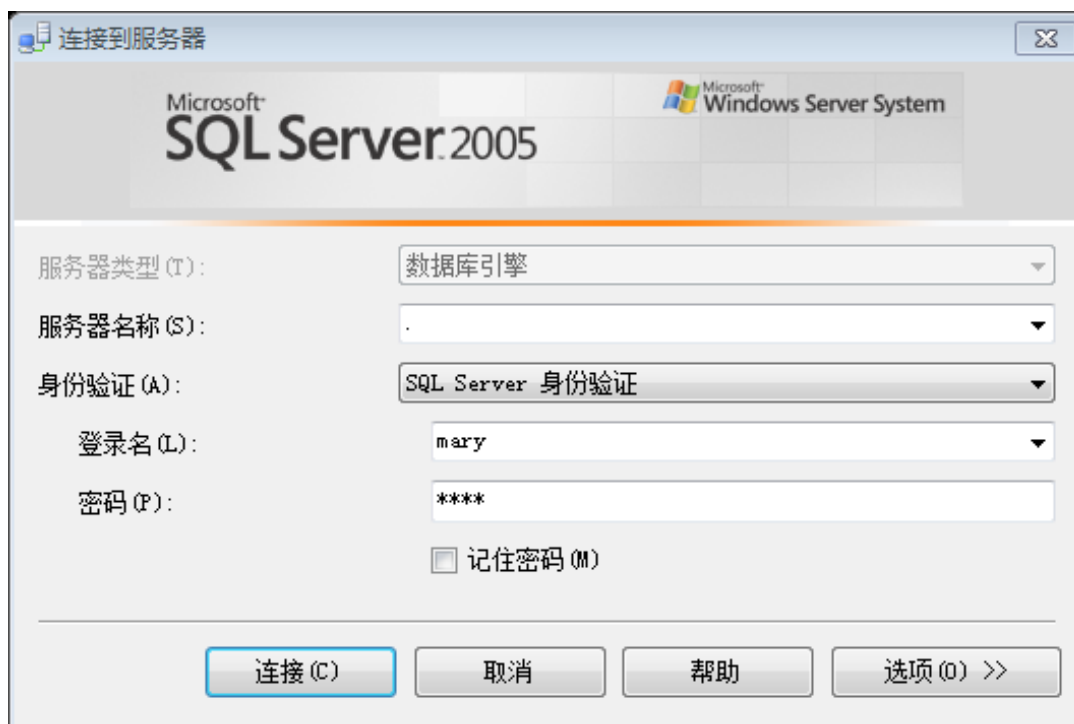 连接到服务器
Microsoft
SQL Server 2005
Microsoft
Windows Server System
服务器类型(T):
数据库引擎
服务器名称(S):
.
身份验证(A):
SQL Server 身份验证
登录名(L):
mary
密码(P):
****
记住密码(M)
连接(C)
取消
帮助
选项(O) >>